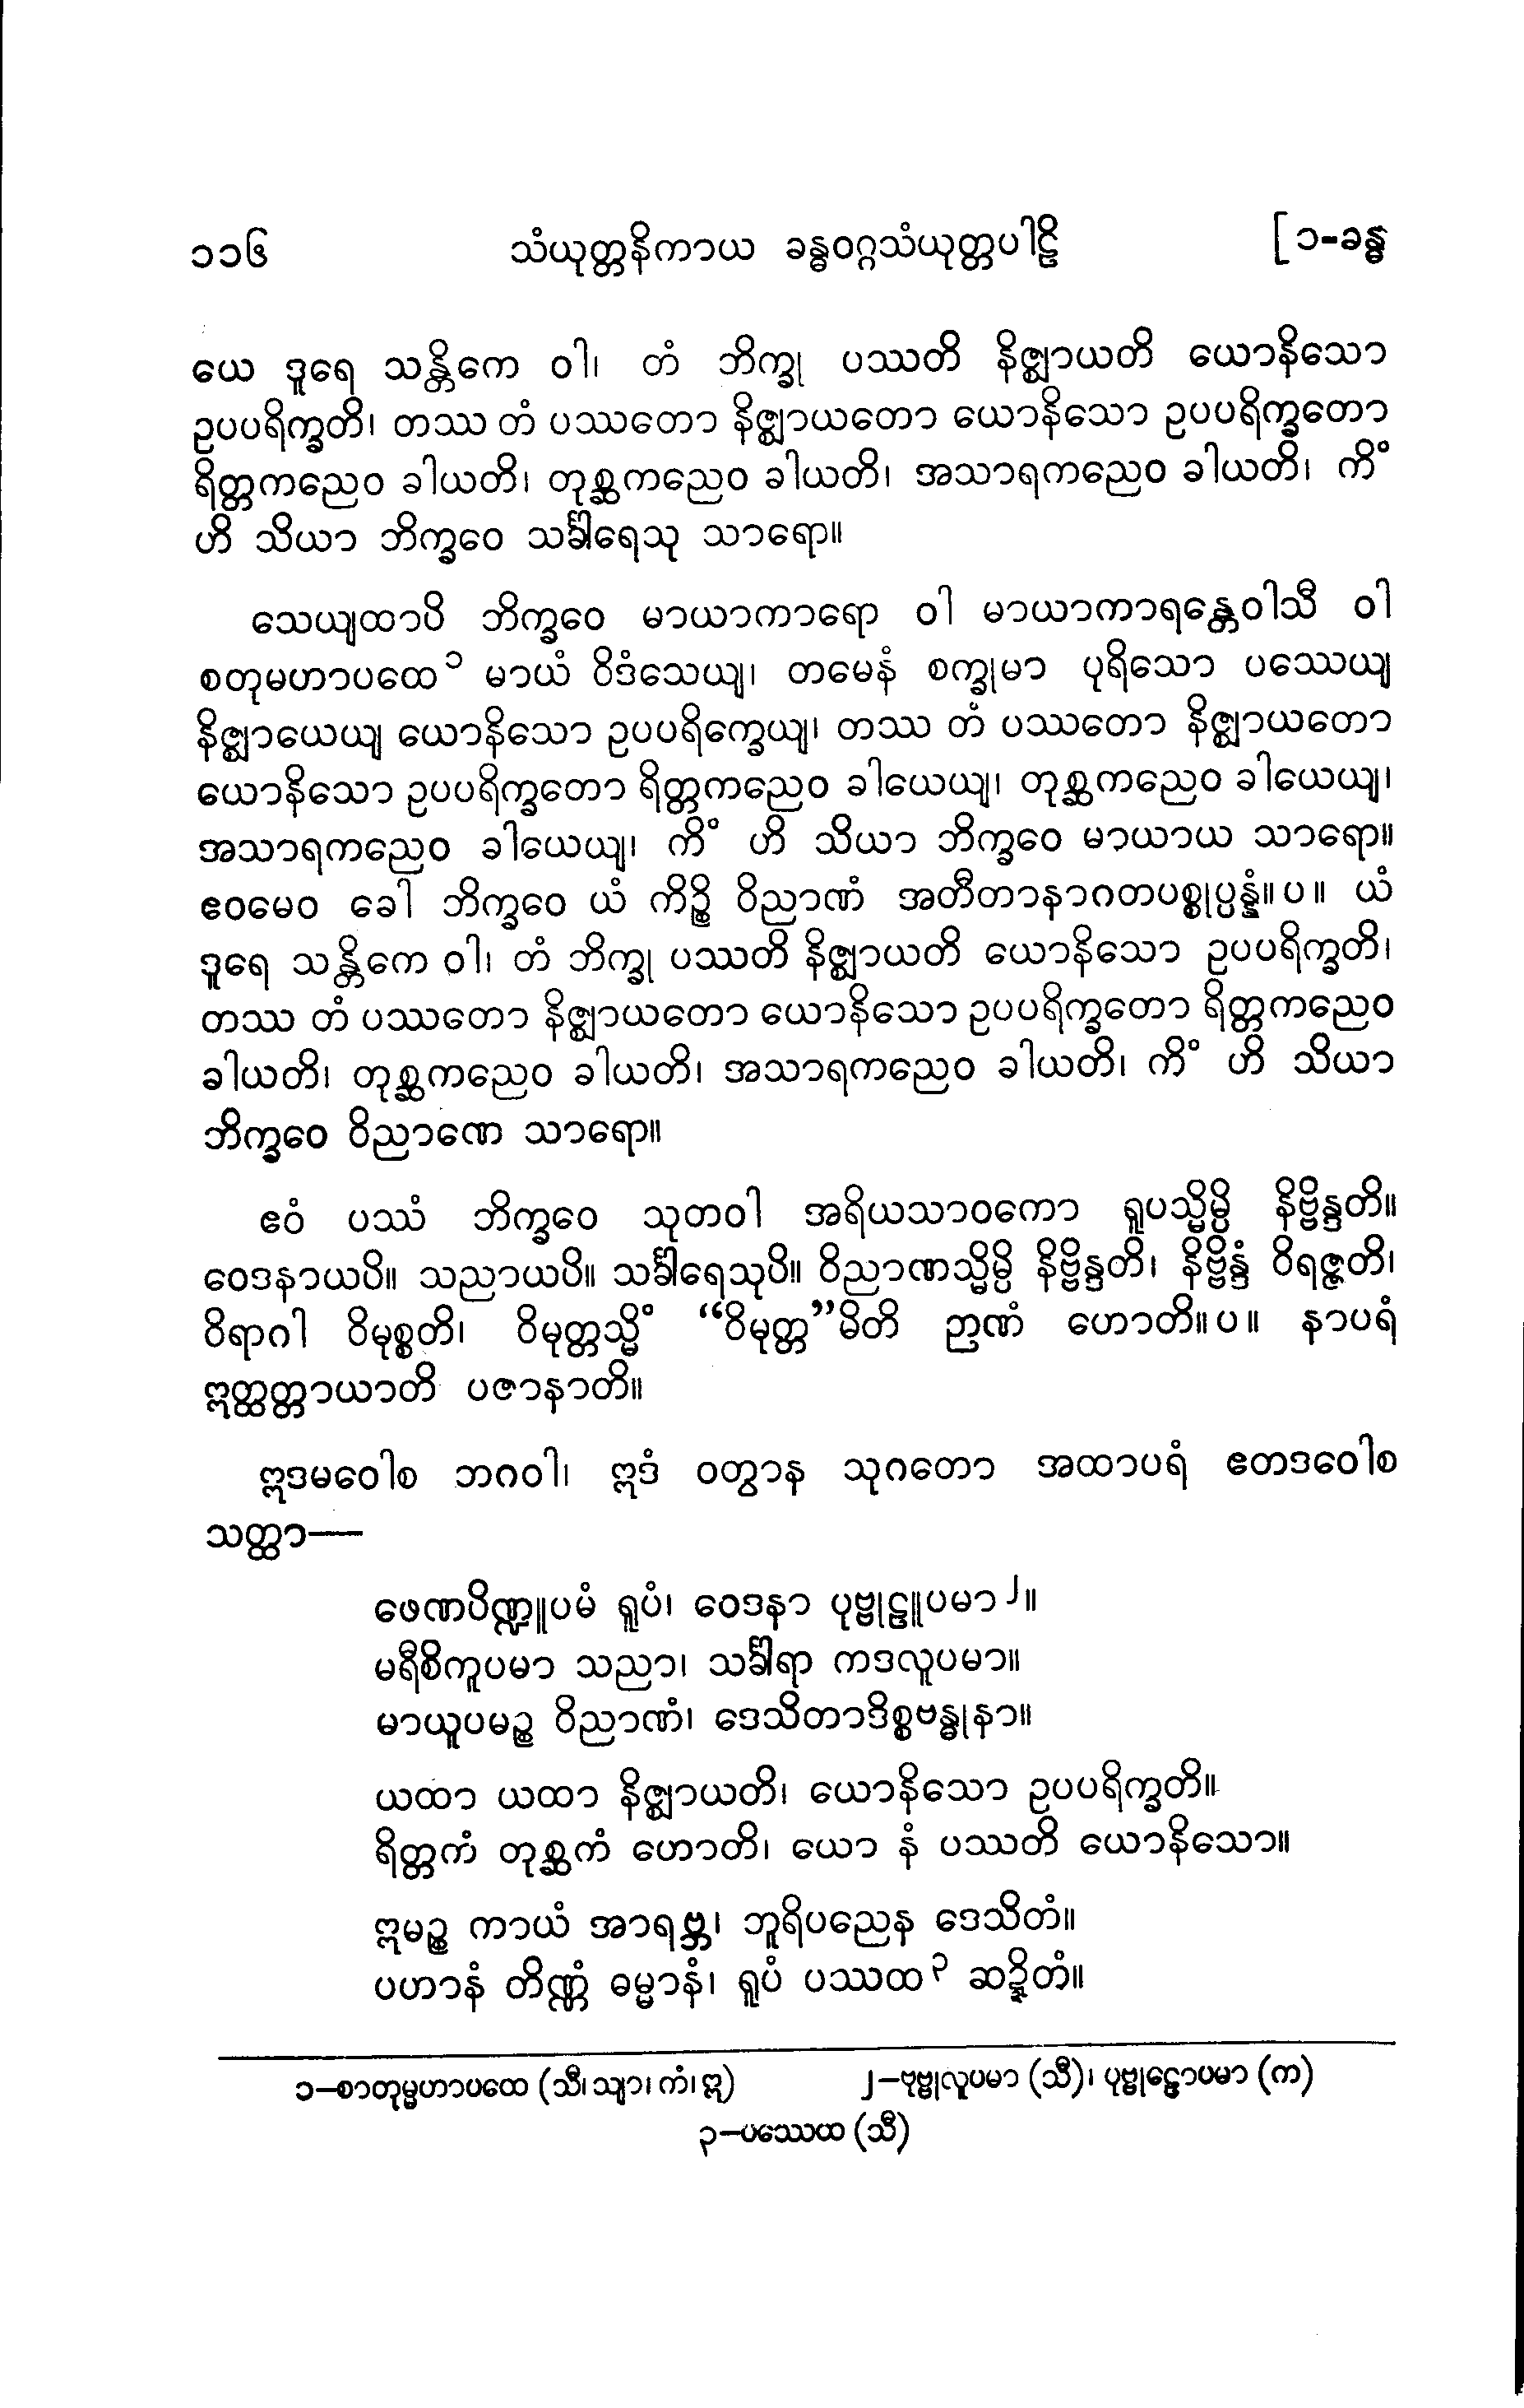 ၁၁၆ သံယုတ္တနိကာယ ခန္ဓဝဂ္ဂသံယုတ္တပါဠိ [ ၁-ခန္ဓ
ယေ ဒူရေ သန္တိကေ ဝါ၊ တံ ဘိက္ခု ပဿတိ နိဇ္ဈာယတိ ယောနိသော
ဥပပရိက္ခတိ၊ တဿ တံ ပဿတော နိဇ္ဈာယတော ယောနိသော ဥပပရိက္ခတော
ရိတ္တကညေဝ ခါယတိ၊ တုစ္ဆကညေဝ ခါယတိ၊ အသာရကညေဝ ခါယတိ၊ ကိံ
ဟိ သိယာ ဘိက္ခဝေ သင်္ခါရေသု သာရော။
သေယျထာပိ ဘိက္ခဝေ မာယာကာရော ဝါ မာယာကာရန္တေဝါသီ ဝါ
စတုမဟာပထေ၁ မာယံ ဝိဒံသေယျ၊ တမေနံ စက္ခုမာ ပုရိသော ပဿေယျ
နိဇ္ဈာယေယျ ယောနိသော ဥပပရိက္ခေယျ၊ တဿ တံ ပဿတော နိဇ္ဈာယတော
ယောနိသော ဥပပရိက္ခတော ရိတ္တကညေဝ ခါယေယျ၊ တုစ္ဆကညေဝ ခါယေယျ၊
အသာရကညေဝ ခါယေယျ၊ ကိံ ဟိ သိယာ ဘိက္ခဝေ မာယာယ သာရော။
ဧဝမေဝ ခေါ ဘိက္ခဝေ ယံ ကိဉ္စိ ဝိညာဏံ အတီတာနာဂတပစ္စုပ္ပန္နံ။ ပ ။ ယံ
ဒူရေ သန္တိကေ ဝါ၊ တံ ဘိက္ခု ပဿတိ နိဇ္ဈာယတိ ယောနိသော ဥပပရိက္ခတိ၊
တဿ တံ ပဿတော နိဇ္ဈာယတော ယောနိသော ဥပပရိက္ခတော ရိတ္တကညေဝ
ခါယတိ၊ တုစ္ဆကညေဝ ခါယတိ၊ အသာရကညေဝ ခါယတိ၊ ကိံ ဟိ သိယာ
ဘိက္ခဝေ ဝိညာဏေ သာရော။
ဧဝံ ပဿံ ဘိက္ခဝေ သုတဝါ အရိယသာဝကော ရူပသ္မိမ္ပိ နိဗ္ဗိန္ဒတိ။
ဝေဒနာယပိ။ သညာယပိ။ သင်္ခါရေသုပိ။ ဝိညာဏသ္မိမ္ပိ နိဗ္ဗိန္ဒတိ၊ နိဗ္ဗိန္ဒံ ဝိရဇ္ဇတိ၊
ဝိရာဂါ ဝိမုစ္စတိ၊ ဝိမုတ္တသ္မိံ “ဝိမုတ္တ”မိတိ ဉာဏံ ဟောတိ။ ပ ။ နာပရံ
ဣတ္ထတ္တာယာတိ ပဇာနာတိ။
ဣဒမဝေါစ ဘဂဝါ၊ ဣဒံ ဝတွာန သုဂတော အထာပရံ ဧတဒဝေါစ
သတ္ထာ—
ဖေဏပိဏ္ဍူပမံ ရူပံ၊ ဝေဒနာ ပုဗ္ဗုဠူပမာ၂။
မရီစိကူပမာ သညာ၊ သင်္ခါရာ ကဒလူပမာ။
မာယူပမဉ္စ ဝိညာဏံ၊ ဒေသိတာဒိစ္စဗန္ဓုနာ။
ယထာ ယထာ နိဇ္ဈာယတိ၊ ယောနိသော ဥပပရိက္ခတိ။
ရိတ္တကံ တုစ္ဆကံ ဟောတိ၊ ယော နံ ပဿတိ ယောနိသော။
ဣမဉ္စ ကာယံ အာရဗ္ဘ၊ ဘူရိပညေန ဒေသိတံ။
ပဟာနံ တိဏ္ဏံ ဓမ္မာနံ၊ ရူပံ ပဿထ၃ ဆဍ္ဍိတံ။
၁–စာတုမ္မဟာပထေ (သီ၊ သျာ၊ ကံ၊ ဣ) ၂–ဗုဗ္ဗုလူပမာ (သီ)၊ ပုဗ္ဗုဠ္ဠောပမာ (က)
၃–ပဿေထ (သီ)